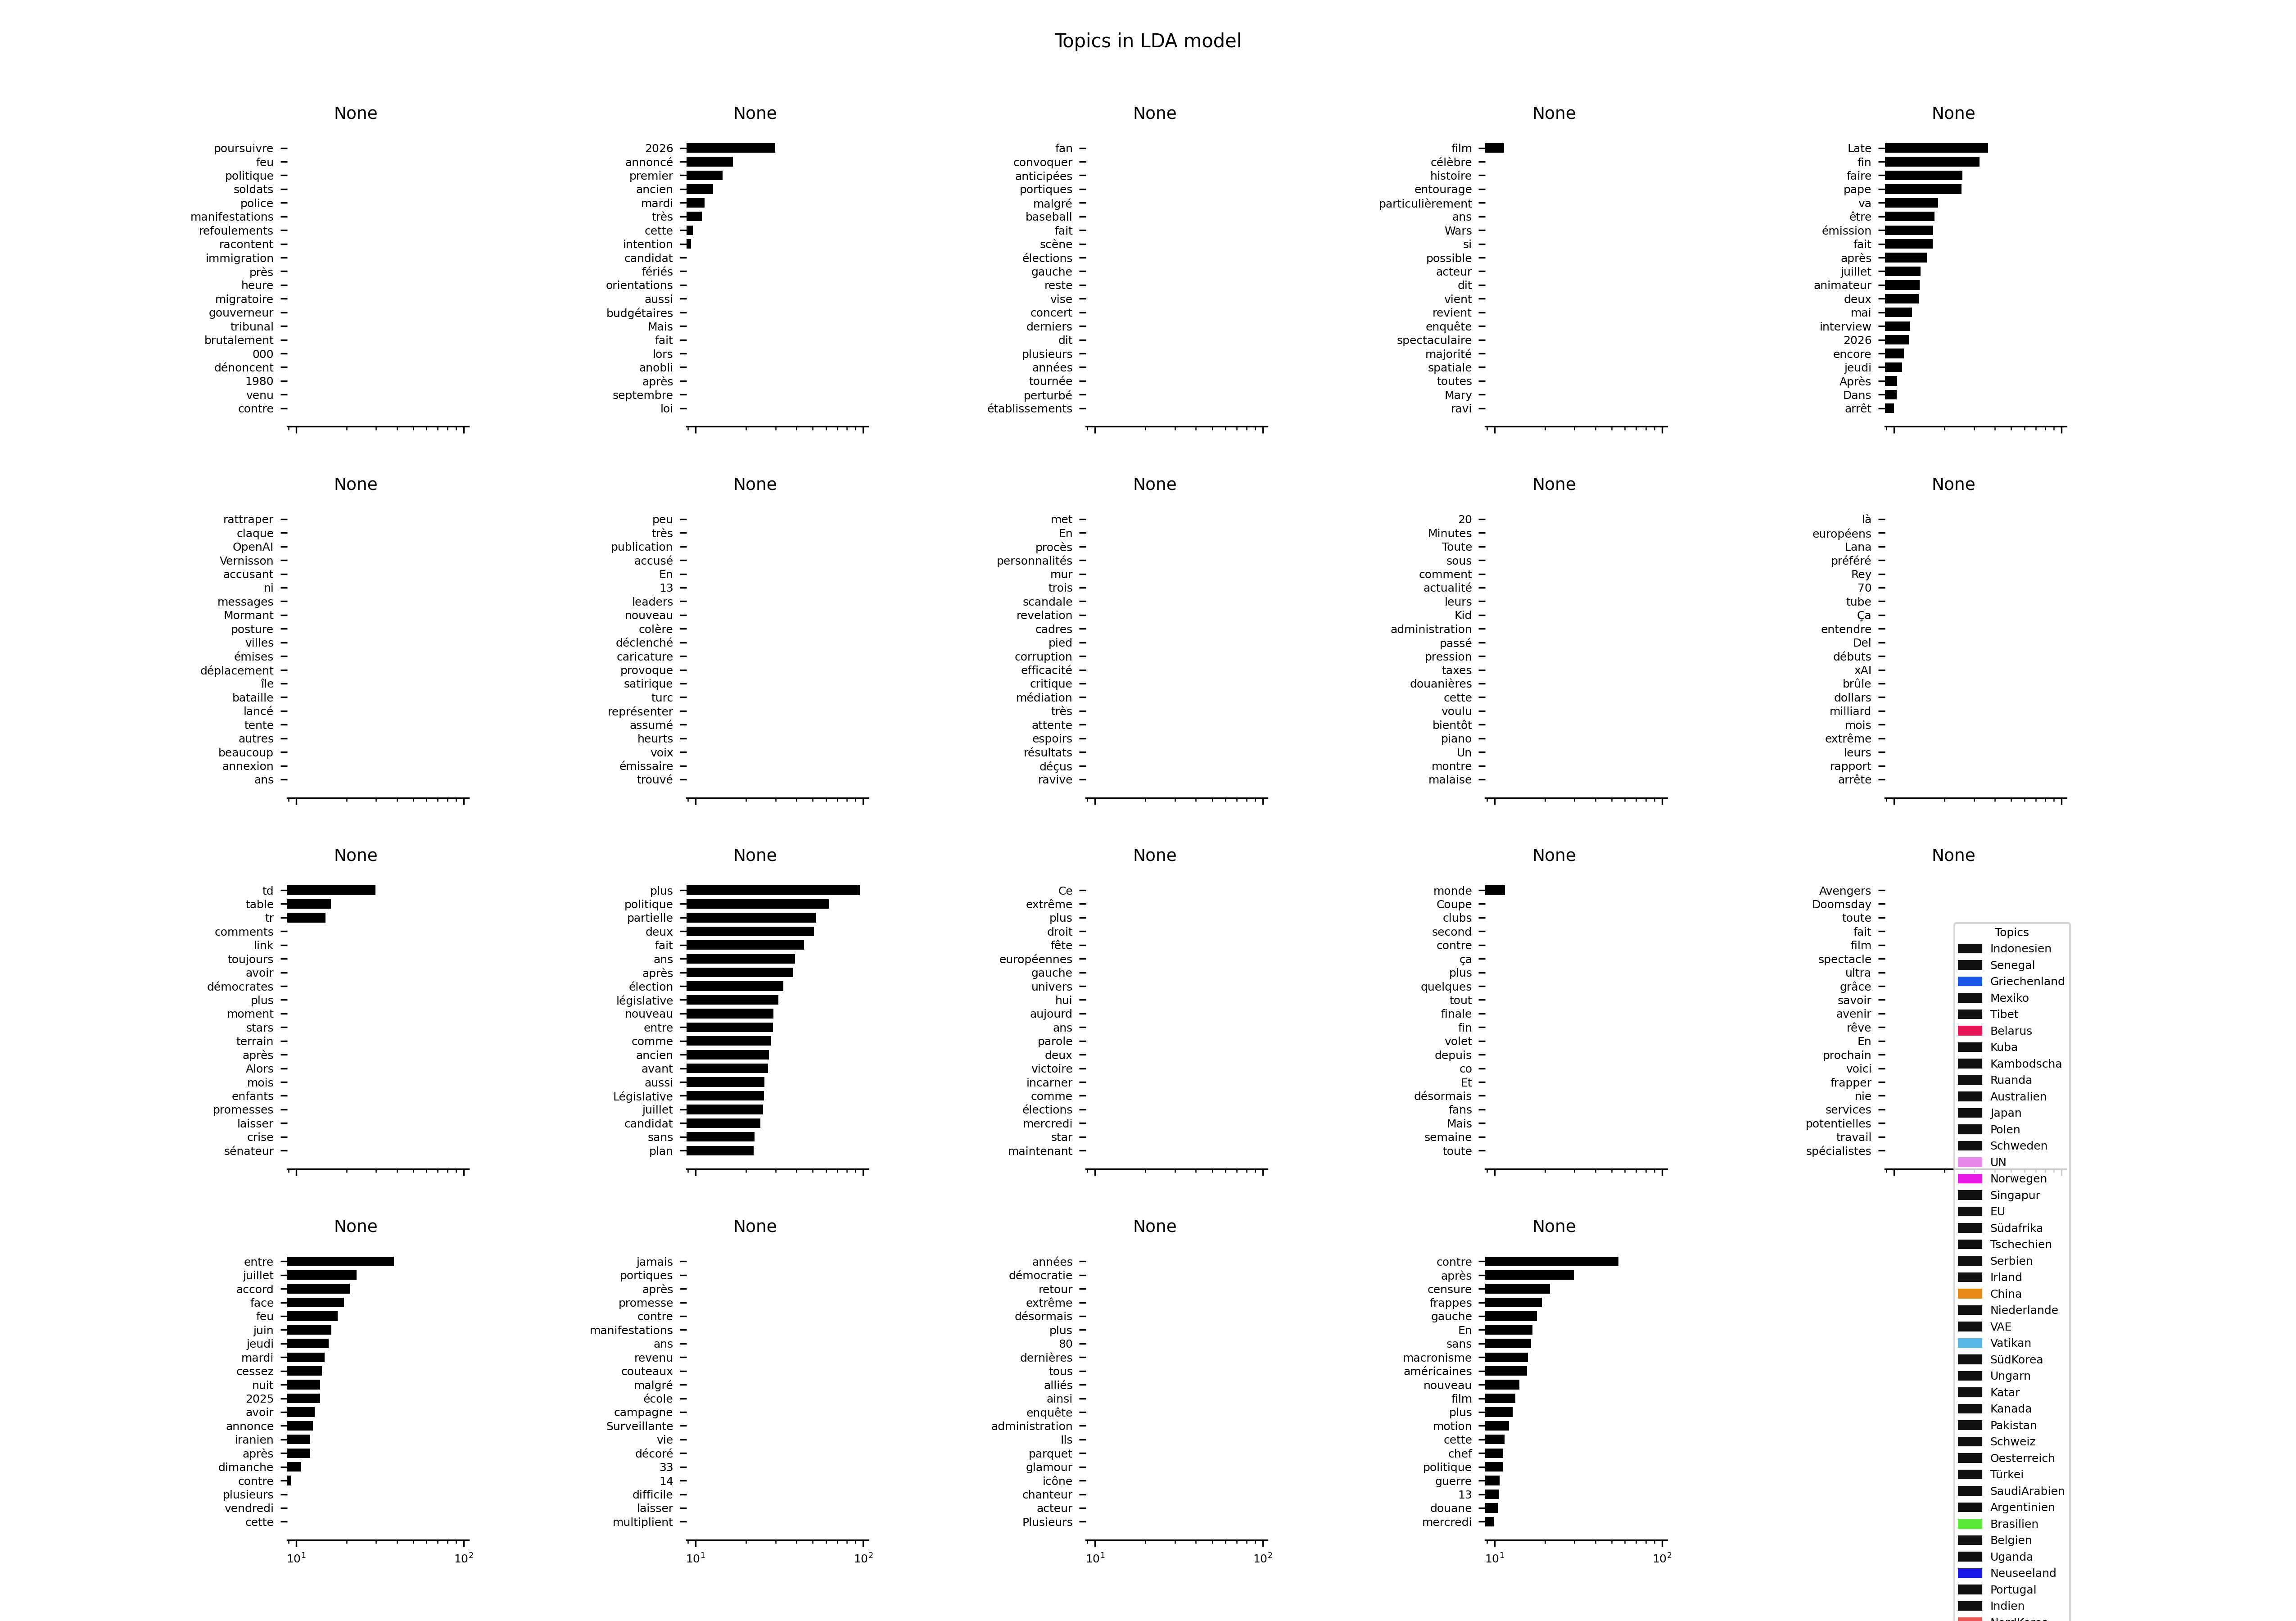 Topics in LDA model
None
poursuivre
feu
politique
soldats
police
manifestations
refoulements
racontent
immigration
près
heure
migratoire
gouverneur
tribunal
brutalement
000
dénoncent
1980
venu
contre
None
2026
annoncé
premier
ancien
mardi
très
cette
intention
candidat
fériés
orientations
aussi
budgétaires
Mais
fait
lors
anobli
après
septembre
loi
None
fan
convoquer
anticipées
portiques
malgré
baseball
fait
scène
élections
gauche
reste
vise
concert
derniers
dit
plusieurs
années
tournée
perturbé
établissements
None
film
célèbre
histoire
entourage
particulièrement
ans
Wars
si
possible
acteur
dit
vient
revient
enquête
spectaculaire
majorité
spatiale
toutes
Mary
ravi
None
Late
fin
faire
pape
va
être
émission
fait
après
juillet
animateur
deux
mai
interview
2026
encore
jeudi
Après
Dans
arrêt
None
rattraper
claque
OpenAI
Vernisson
accusant
ni
messages
Mormant
posture
villes
émises
déplacement
île
bataille
lancé
tente
autres
beaucoup
annexion
ans
None
peu
très
publication
accusé
En
13
leaders
nouveau
colère
déclenché
caricature
provoque
satirique
turc
représenter
assumé
heurts
voix
émissaire
trouvé
None
met
En
procès
personnalités
mur
trois
scandale
revelation
cadres
pied
corruption
efficacité
critique
médiation
très
attente
espoirs
résultats
déçus
ravive
None
20
Minutes
Toute
sous
comment
actualité
leurs
Kid
administration
passé
pression
taxes
douanières
cette
voulu
bientôt
piano
Un
montre
malaise
None
là
européens
Lana
préféré
Rey
70
tube
Ça
entendre
Del
débuts
xAI
brûle
dollars
milliard
mois
extrême
leurs
rapport
arrête
None
td
table
tr
comments
link
toujours
avoir
démocrates
plus
moment
stars
terrain
après
Alors
mois
enfants
promesses
laisser
crise
sénateur
None
plus
politique
partielle
deux
fait
ans
après
élection
législative
nouveau
entre
comme
ancien
avant
aussi
Législative
juillet
candidat
sans
plan
None
Ce
extrême
plus
droit
fête
européennes
gauche
univers
hui
aujourd
ans
parole
deux
victoire
incarner
comme
élections
mercredi
star
maintenant
None
monde
Coupe
clubs
second
contre
ça
plus
quelques
tout
finale
fin
volet
depuis
co
Et
désormais
fans
Mais
semaine
toute
None
Avengers
Doomsday
toute
fait
film
spectacle
ultra
grâce
savoir
avenir
rêve
En
prochain
voici
frapper
nie
services
potentielles
travail
spécialistes
None
entre
juillet
accord
face
feu
juin
jeudi
mardi
cessez
nuit
2025
avoir
annonce
iranien
après
dimanche
contre
plusieurs
vendredi
cette
10¹ 10²
None
jamais
portiques
après
promesse
contre
manifestations
ans
revenu
couteaux
malgré
école
campagne
Surveillante
vie
décoré
33
14
difficile
laisser
multiplient
10¹ 10²
None
années
démocratie
retour
extrême
désormais
plus
80
dernières
tous
alliés
ainsi
enquête
administration
Ils
parquet
glamour
icône
chanteur
acteur
Plusieurs
10¹ 10²
None
contre
après
censure
frappes
gauche
En
sans
macronisme
américaines
nouveau
film
plus
motion
cette
chef
politique
guerre
13
douane
mercredi
10¹ 10²
Topics
Indonesien
Senegal
Griechenland
Mexiko
Tibet
Belarus
Kuba
Kambodscha
Ruanda
Australien
Japan
Polen
Schweden
UN
Norwegen
Singapur
EU
Südafrika
Tschechien
Serbien
Irland
China
Niederlande
VAE
Vatikan
SüdKorea
Ungarn
Katar
Kanada
Pakistan
Schweiz
Oesterreich
Türkei
SaudiArabien
Argentinien
Brasilien
Belgien
Uganda
Neuseeland
Portugal
Indien
NordKorea